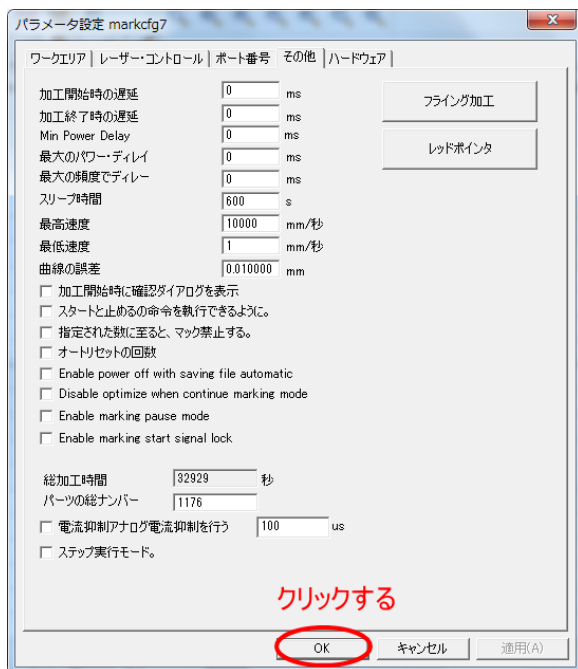 パラメータ設定 markcfg7
ワークエリア レーザー・コントロール ポート番号 その他 ハードウェア
加工開始時の遅延 0 ms
フライング加工
加工終了時の遅延 0 ms
Min Power Delay 0 ms
レッドポインタ
最大のパワー・ディレイ 0 ms
最大の頻度でディレー 0 ms
スリープ時間 600 s
最高速度 10000 mm/秒
最低速度 1 mm/秒
曲線の誤差 0.010000 mm
加工開始時に確認ダイアログを表示
スタートと止めるの命令を執行できるように。
指定された数に至ると、マック禁止する。
オートリセットの回数
Enable power off with saving file automatic
Disable optimize when continue marking mode
Enable marking pause mode
Enable marking start signal lock
総加工時間 32929 秒
パーツの総ナンバー 1176
電流抑制アナログ電流抑制を行う 100 us
ステップ実行モード。
クリックする
OK キャンセル 適用(A)